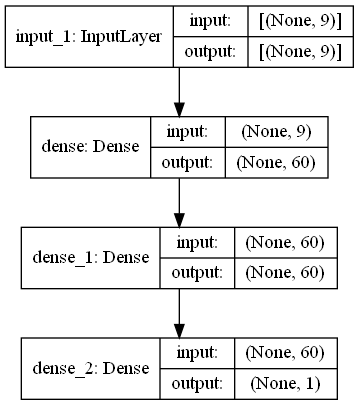 input_1: InputLayer input: [(None, 9)]
output: [(None, 9)]
dense: Dense input: (None, 9)
output: (None, 60)
dense_1: Dense input: (None, 60)
output: (None, 60)
dense_2: Dense input: (None, 60)
output: (None, 1)